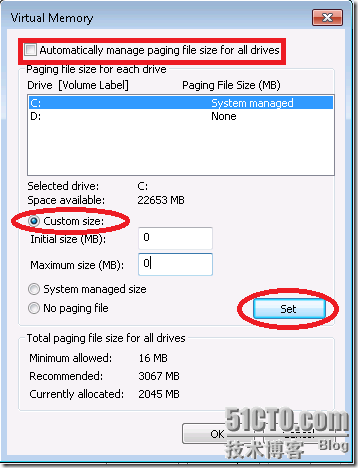 Virtual Memory
Automatically manage paging file size for all drives
Paging file size for each drive
Drive [Volume Label] Paging File Size (MB)
C: System managed
D: None
Selected drive: C:
Space available: 22653 MB
Custom size:
Initial size (MB): 0
Maximum size (MB): 0
System managed size
No paging file
Set
Total paging file size for all drives
Minimum allowed: 16 MB
Recommended: 3067 MB
Currently allocated: 2045 MB
OK Cancel
51CTO.com
技术博客 Blog